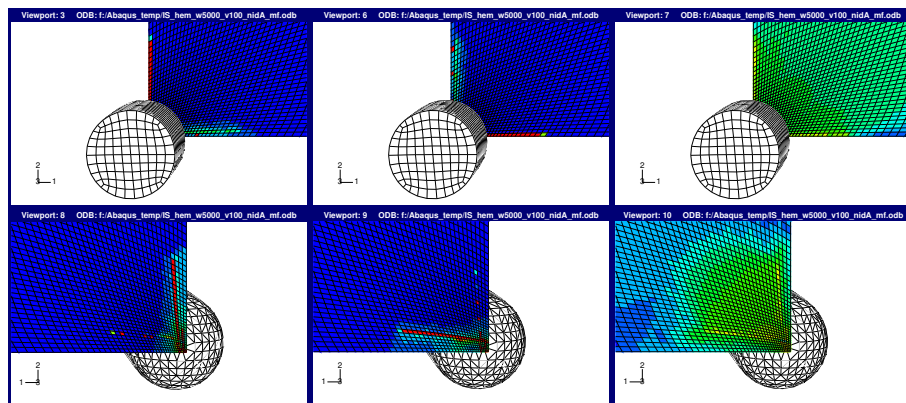 Viewport: 3 ODB: f:/Abaqus_temp/IS_hem_w5000_v100_nidA_mf.odb
Viewport: 6 ODB: f:/Abaqus_temp/IS_hem_w5000_v100_nidA_mf.odb
Viewport: 7 ODB: f:/Abaqus_temp/IS_hem_w5000_v100_nidA_mf.odb
2
3 1
2
3 1
2
3 1
Viewport: 8 ODB: f:/Abaqus_temp/IS_hem_w5000_v100_nidA_mf.odb
Viewport: 9 ODB: f:/Abaqus_temp/IS_hem_w5000_v100_nidA_mf.odb
Viewport: 10 ODB: f:/Abaqus_temp/IS_hem_w5000_v100_nidA_mf.odb
2
1 3
2
1 3
2
1 3